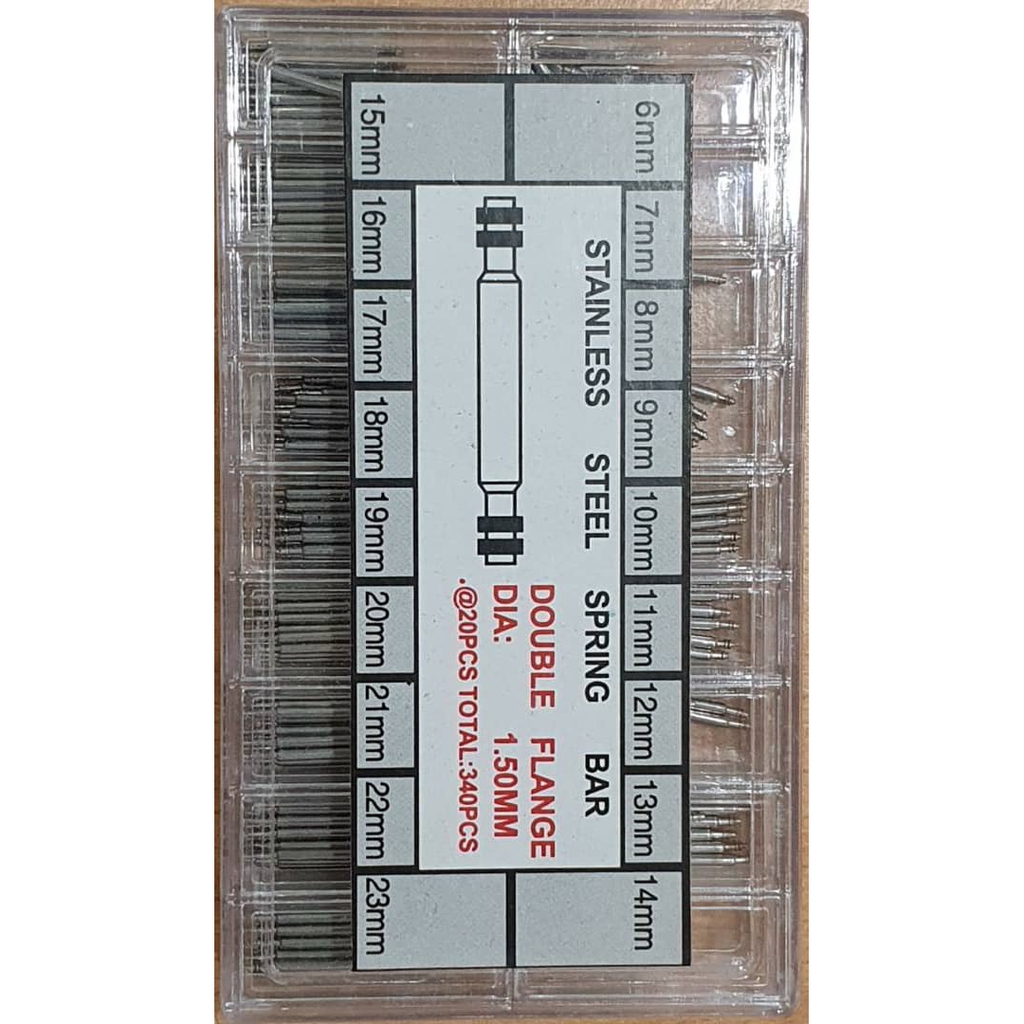 6mm
7mm
8mm
9mm
10mm
11mm
12mm
13mm
14mm
STAINLESS STEEL SPRING BAR
DOUBLE FLANGE
DIA: 1.50MM
.@20PCS TOTAL:340PCS
15mm
16mm
17mm
18mm
19mm
20mm
21mm
22mm
23mm